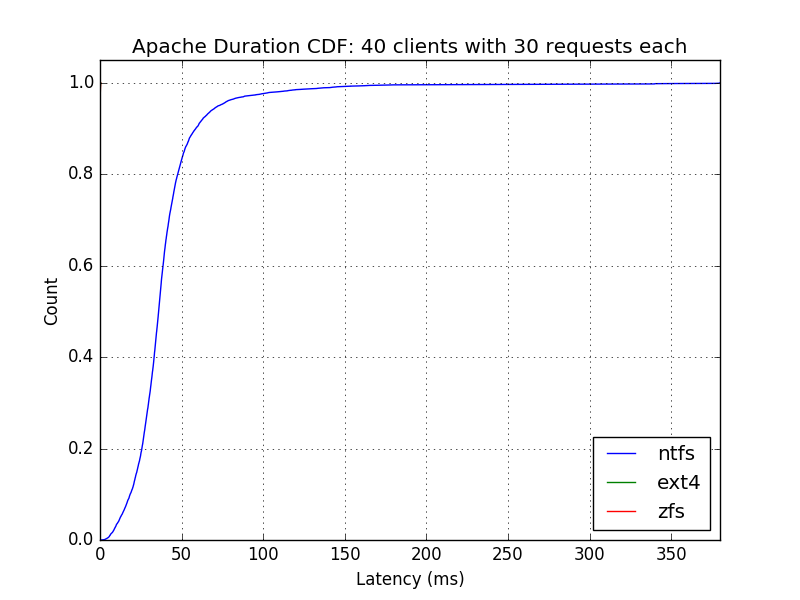 Apache Duration CDF: 40 clients with 30 requests each
1.0
0.8
0.6
0.4
0.2
0.0
Count
0 50 100 150 200 250 300 350
Latency (ms)
ntfs
ext4
zfs